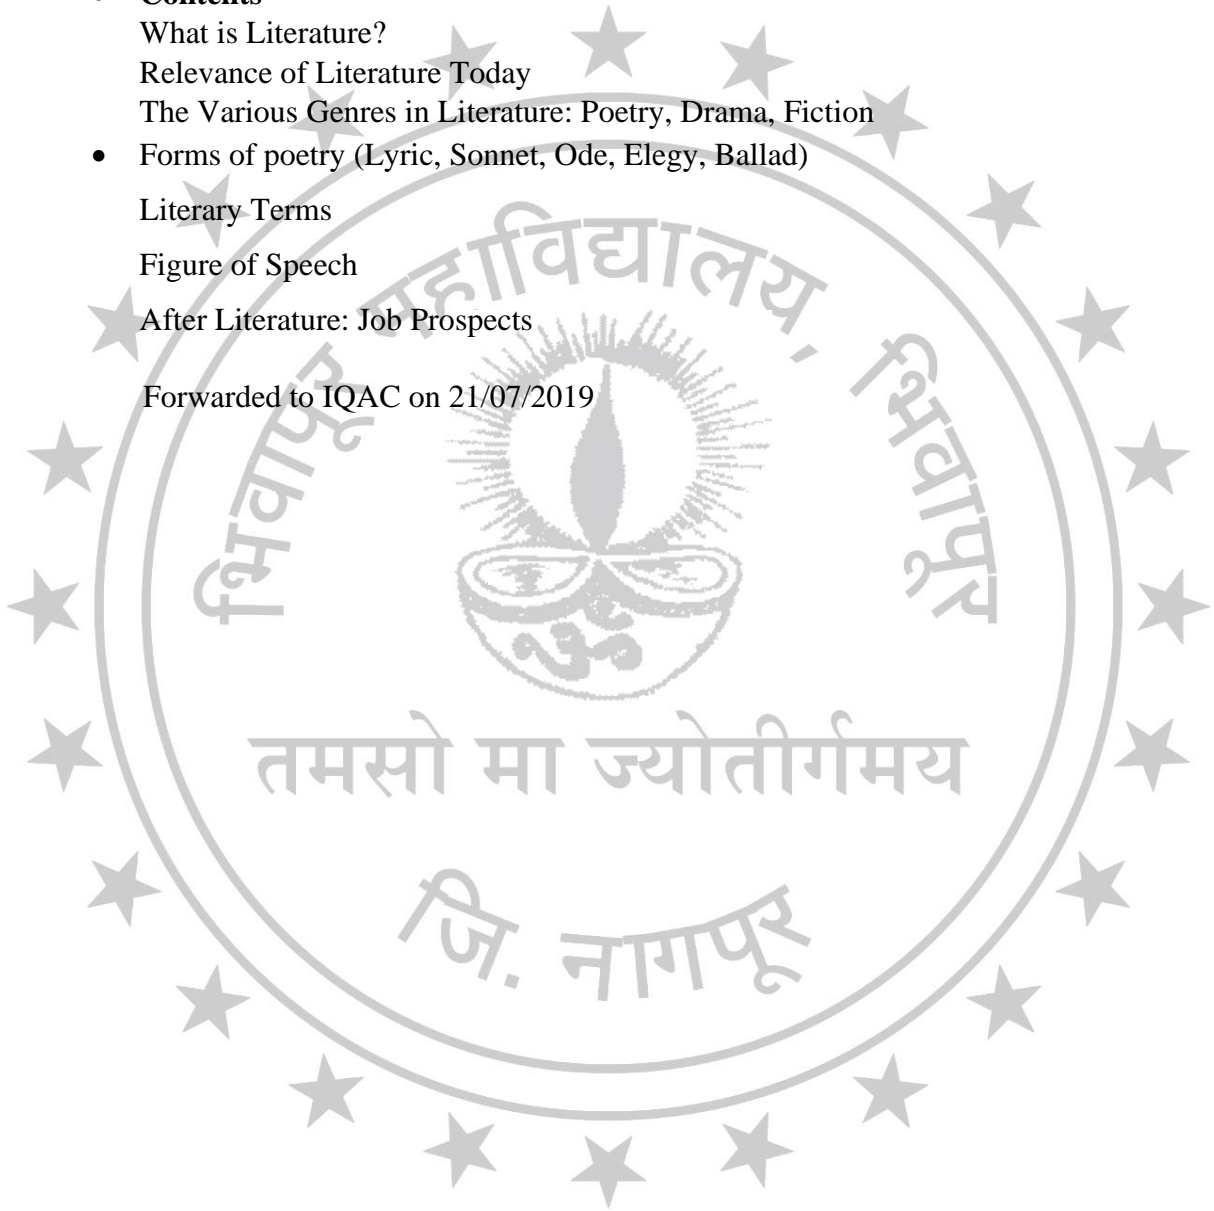 Contents
What is Literature?
Relevance of Literature Today
The Various Genres in Literature: Poetry, Drama, Fiction
• Forms of poetry (Lyric, Sonnet, Ode, Elegy, Ballad)
Literary Terms
Figure of Speech
After Literature: Job Prospects
Forwarded to IQAC on 21/07/2019
भिवापूर महाविद्यालय, भिवापूर
तमसो मा ज्योतीर्गमय
जि. नागपूर